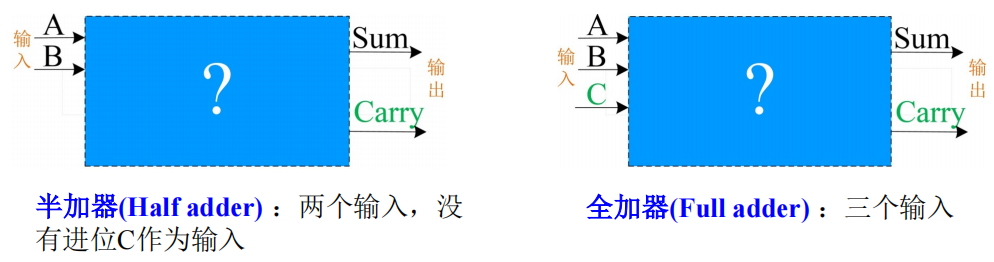 输入
A
B
?
Sum
Carry
输出
半加器(Half adder) ：两个输入，没
有进位C作为输入
输入
A
B
C
?
Sum
Carry
输出
全加器(Full adder) ：三个输入